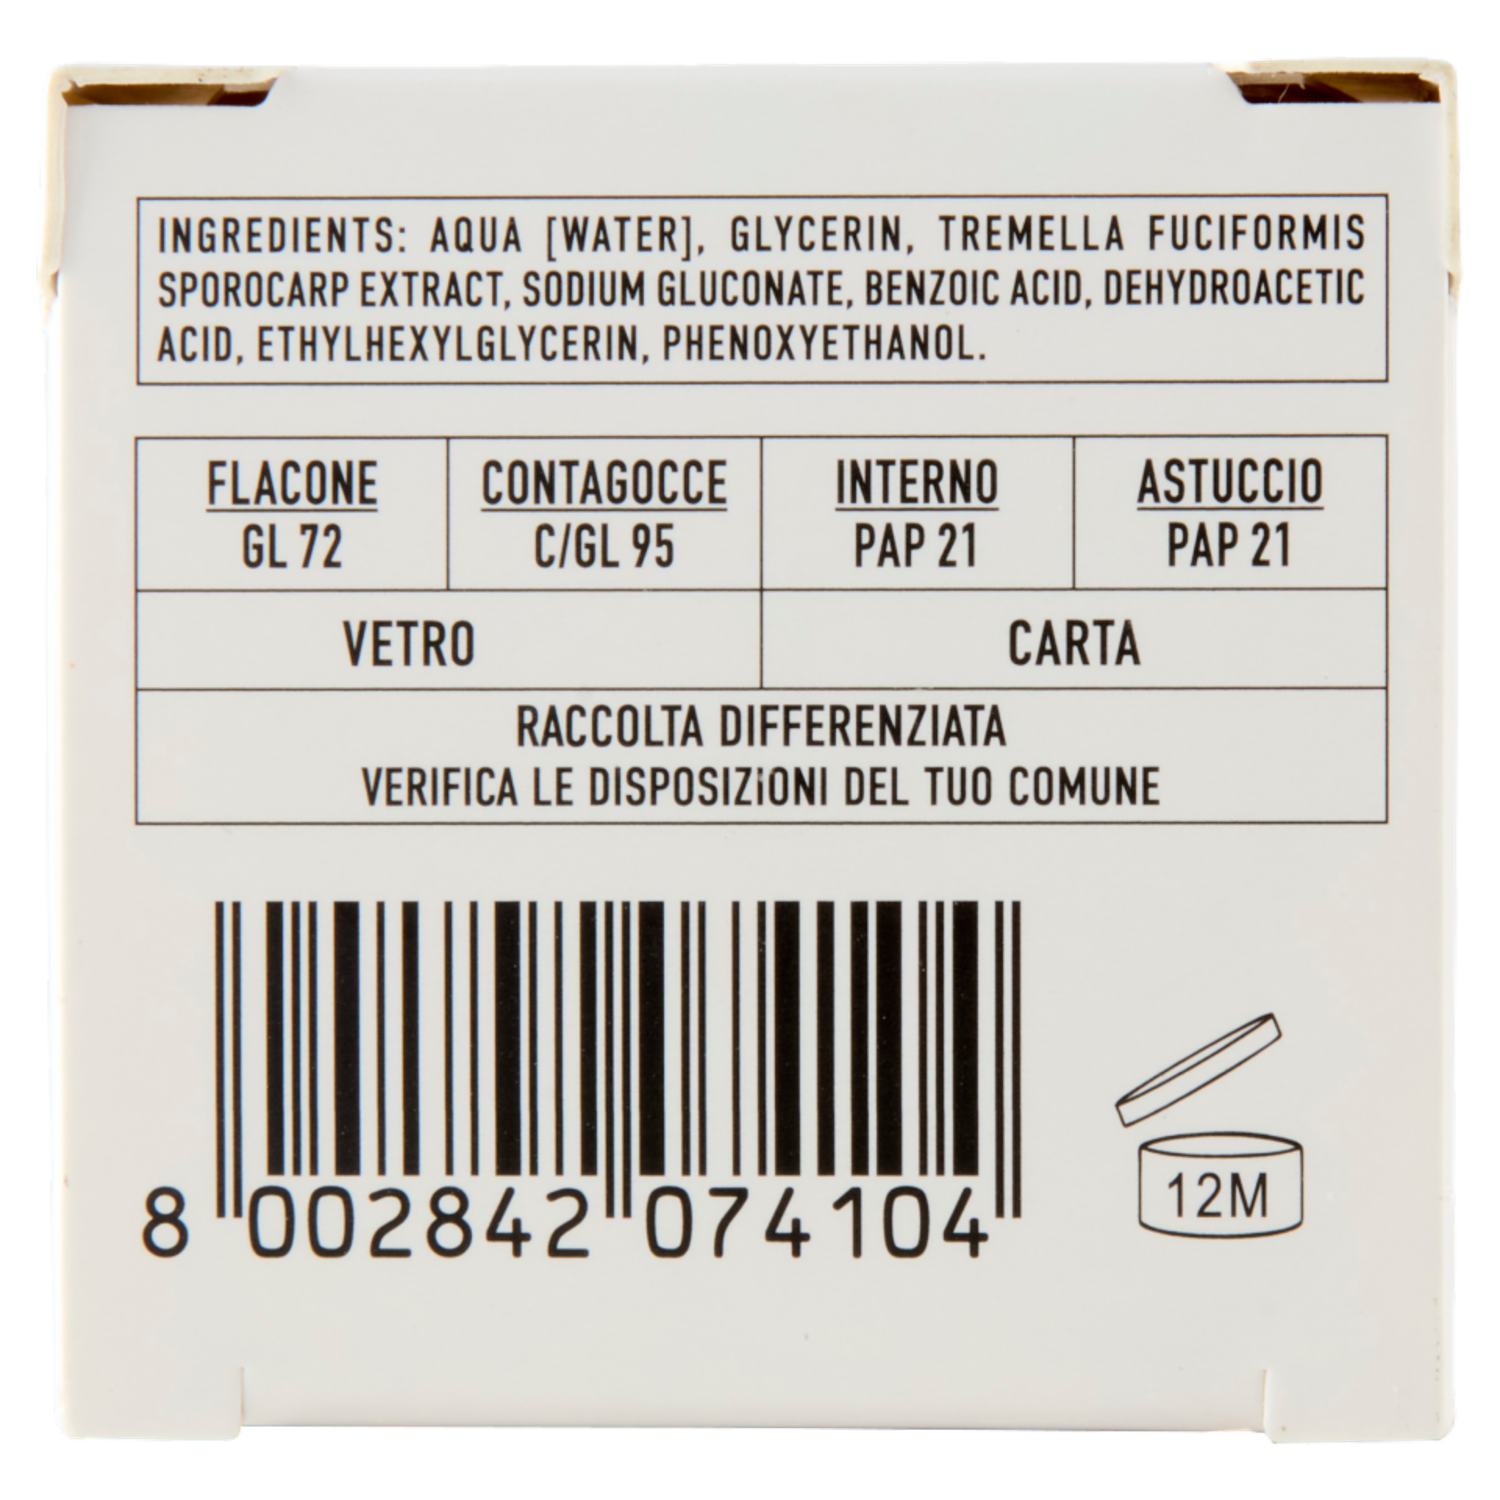 INGREDIENTS: AQUA [WATER], GLYCERIN, TREMELLA FUCIFORMIS
SPOROCARP EXTRACT, SODIUM GLUCONATE, BENZOIC ACID, DEHYDROACETIC
ACID, ETHYLHEXYLGLYCERIN, PHENOXYETHANOL.
FLACONE CONTAGOCCE INTERNO ASTUCCIO
GL 72 C/GL 95 PAP 21 PAP 21
VETRO CARTA
RACCOLTA DIFFERENZIATA
VERIFICA LE DISPOSIZIONI DEL TUO COMUNE
12M
8 002842 074104